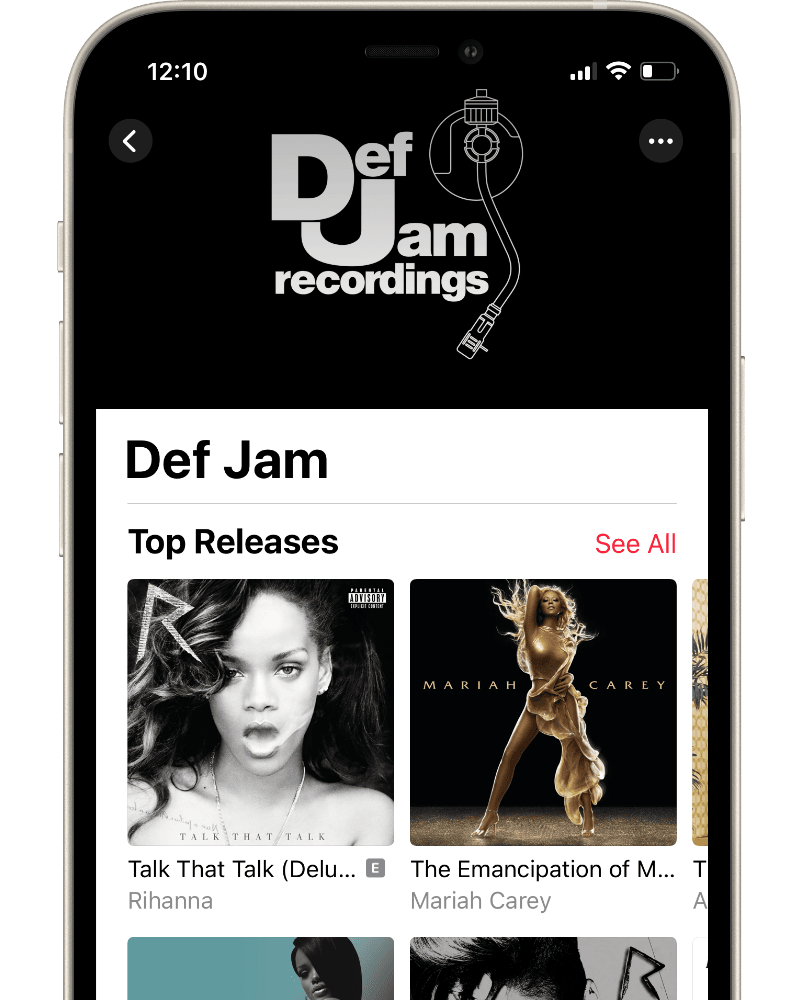 12:10
Def
Jam
recordings
Def Jam
Top Releases
See All
PARENTAL
ADVISORY
EXPLICIT CONTENT
R
TALK THAT TALK
MARIAH CAREY
Talk That Talk (Delu... E
Rihanna
The Emancipation of M...
Mariah Carey
T
A
R